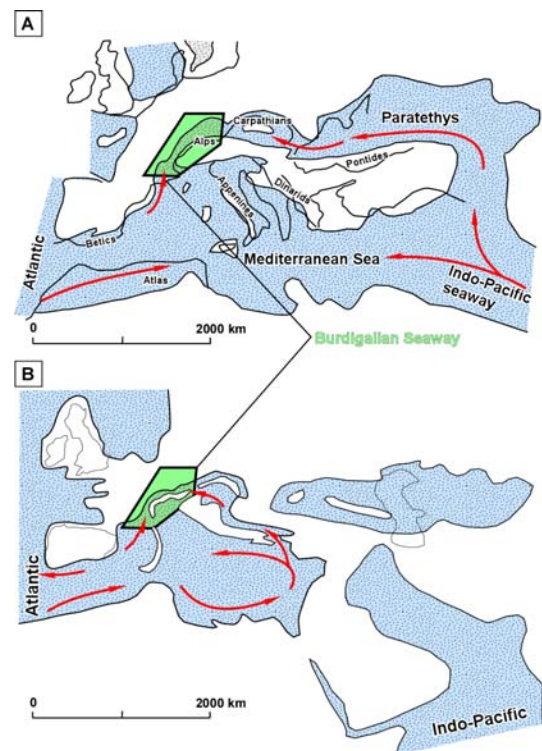 A
Carpathians
Paratethys
Alps
Pontides
Appenines
Dinarids
Betics
Atlantic
Mediterranean Sea
Atlas
Indo-Pacific
seaway
0
2000 km
Burdigalian Seaway
B
Atlantic
0
2000 km
Indo-Pacific